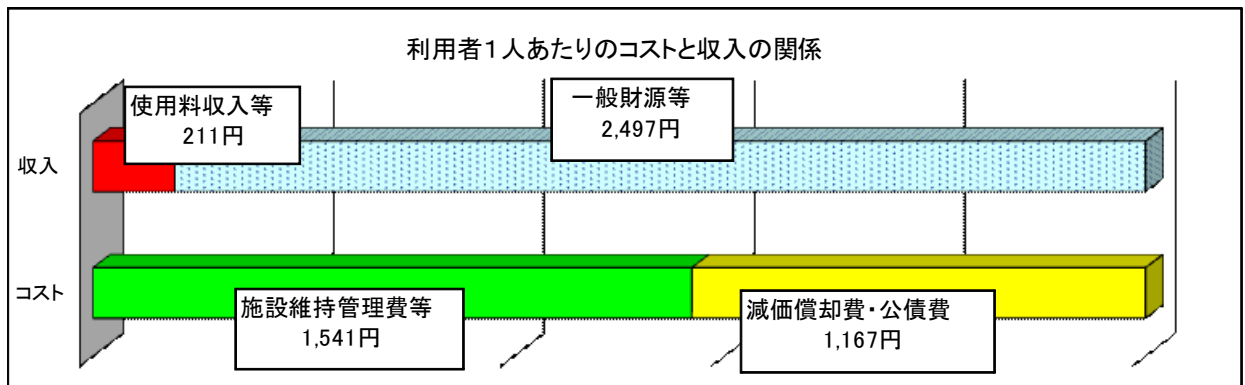 利用者1人あたりのコストと収入の関係
使用料収入等
211円
一般財源等
2,497円
収入
コスト
施設維持管理費等
1,541円
減価償却費・公債費
1,167円